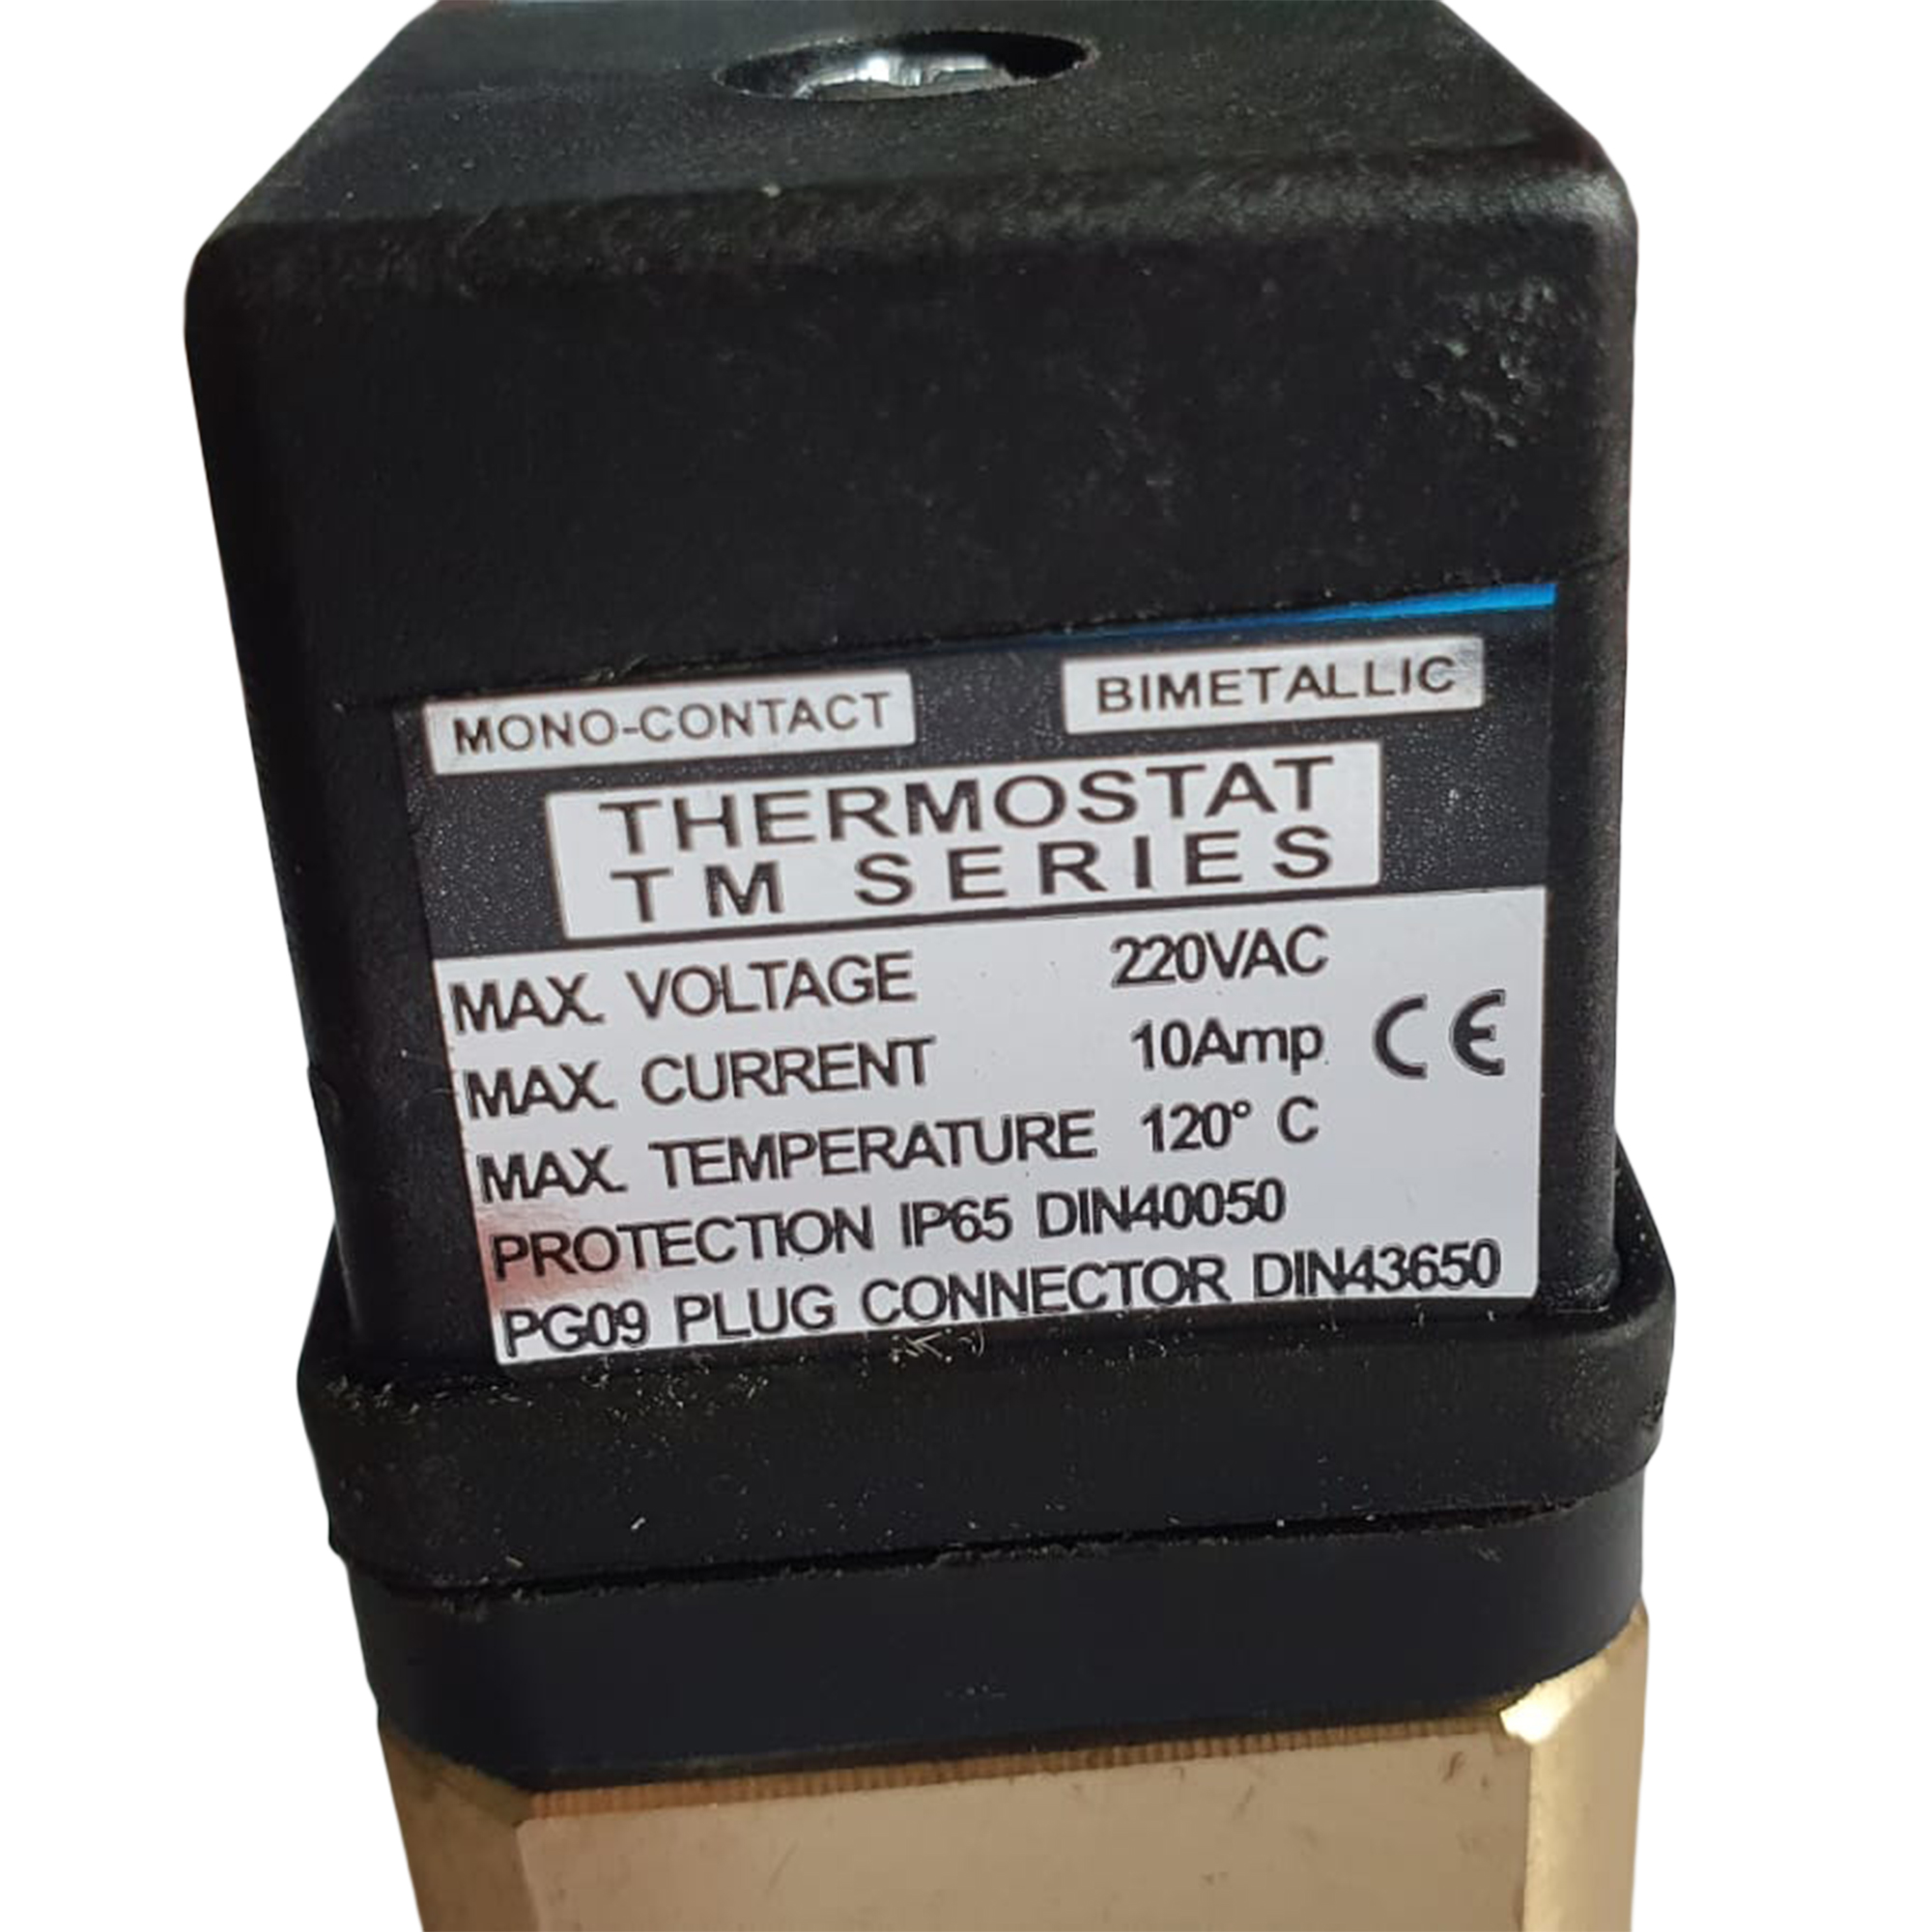 MONO-CONTACT BIMETALLIC
THERMOSTAT
TM SERIES
MAX. VOLTAGE 220VAC
MAX. CURRENT 10Amp CE
MAX. TEMPERATURE 120° C
PROTECTION IP65 DIN40050
PG09 PLUG CONNECTOR DIN43650